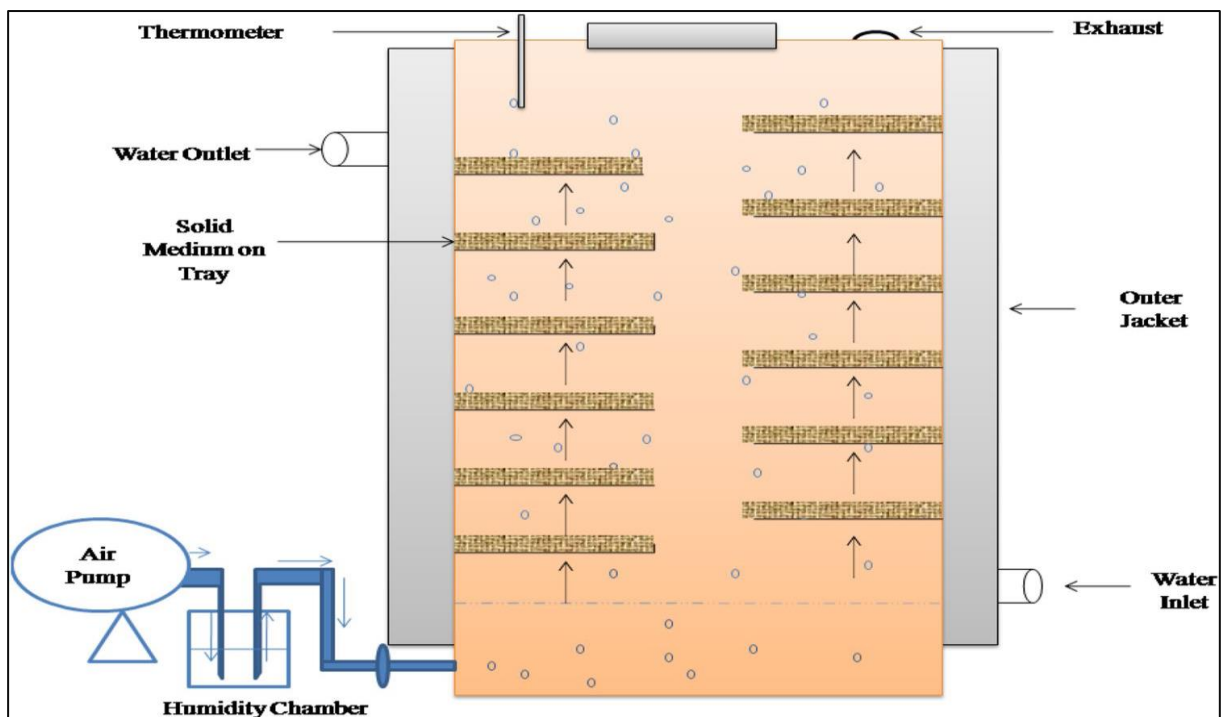 Thermometer
Exhaust
Water Outlet
Solid
Medium on
Tray
Outer
Jacket
Air
Pump
Water
Inlet
Humidity Chamber